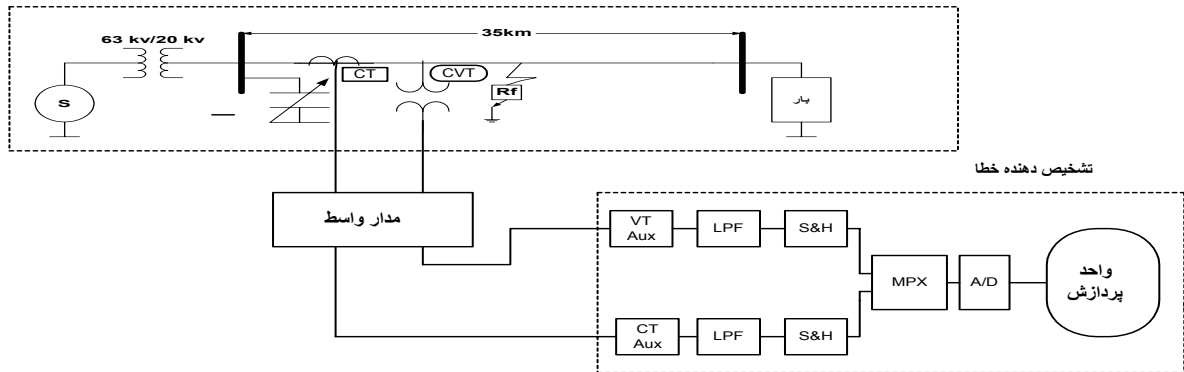 63 kv/20 kv
35km
CT
CVT
Rf
S
بار
تشخیص دهنده خطا
مدار واسط
VT
Aux
LPF
S&H
MPX
A/D
واحد
پردازش
CT
Aux
LPF
S&H